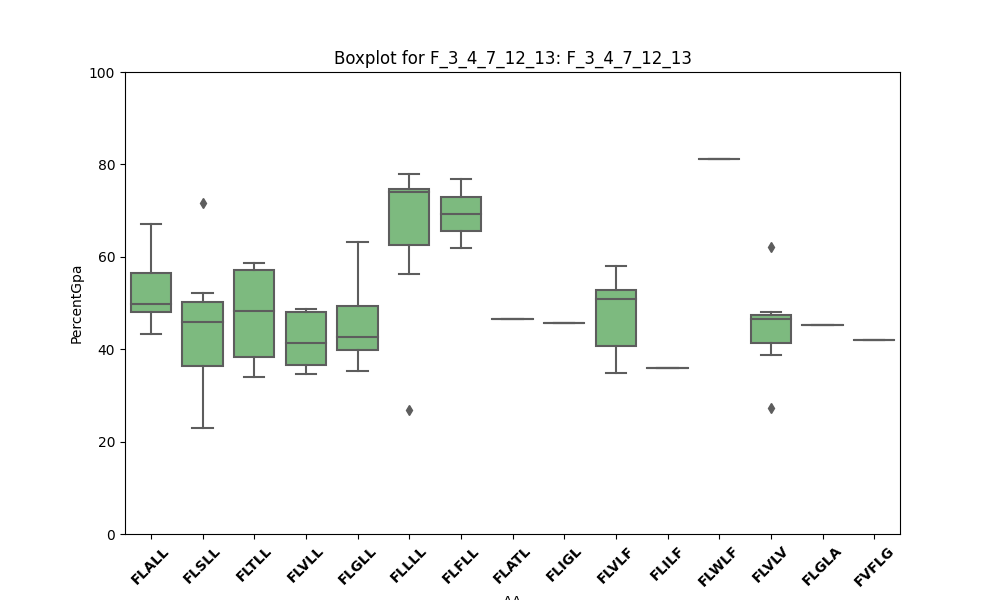 Boxplot for F_3_4_7_12_13: F_3_4_7_12_13
PercentGpa
100
80
60
40
20
0
FLALL
FLSLL
FLTLL
FLVLL
FLGLL
FLLLL
FLFLL
FLATL
FLIGL
FLVLF
FLILF
FLWLF
FLVLV
FLGLA
FVFLG
AA